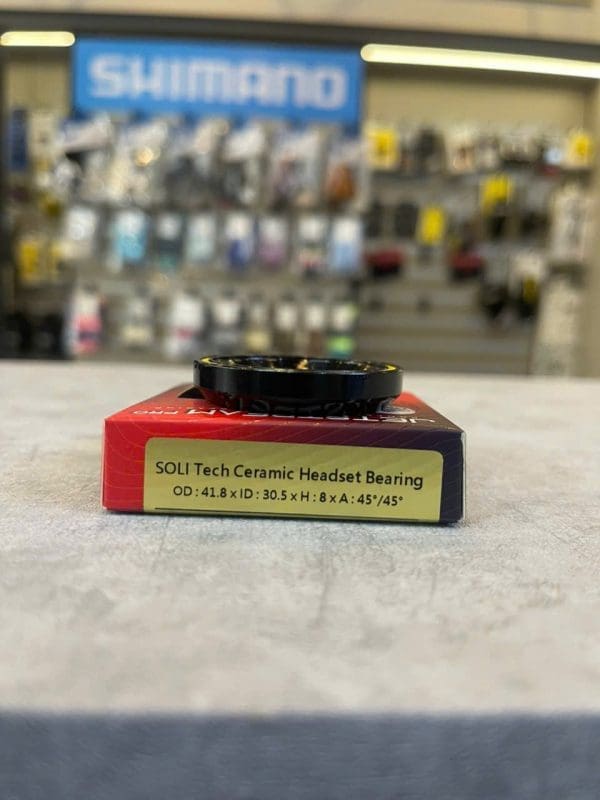 SHIMANO
SOLI Tech Ceramic Headset Bearing
OD : 41.8 x ID : 30.5 x H : 8 x A : 45°/45°